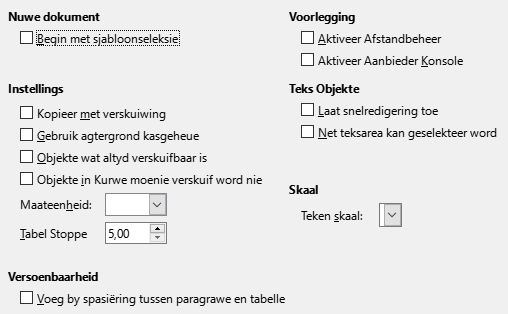 Nuwe dokument
Begin met sjabloonseleksie
Instellings
Kopieer met verskuiwing
Gebruik agtergrond kasgeheue
Objekte wat altyd verskuifbaar is
Objekte in Kurwe moenie verskuif word nie
Maateenheid:
Tabel Stoppe 5,00
Versoenbaarheid
Voeg by spasiëring tussen paragrawe en tabelle
Voorlegging
Aktiveer Afstandbeheer
Aktiveer Aanbieder Konsole
Teks Objekte
Laat snelredigering toe
Net teksarea kan geselekteer word
Skaal
Teken skaal: